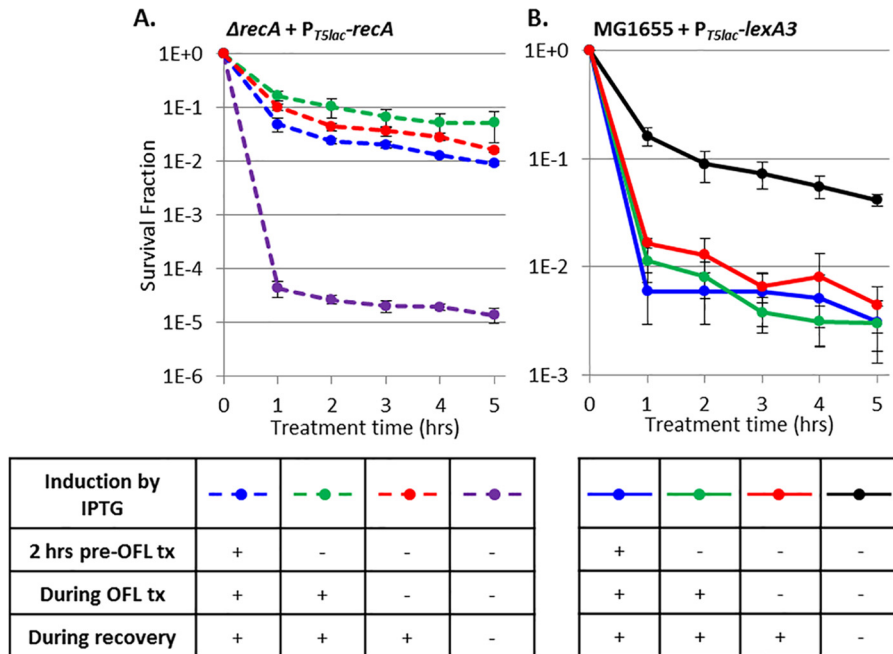 A.
ΔrecA + P_T5lac-recA
B.
MG1655 + P_T5lac-lexA3
Survival Fraction
1E+0
1E-1
1E-2
1E-3
1E-4
1E-5
1E-6
0 1 2 3 4 5
Treatment time (hrs)
1E+0
1E-1
1E-2
1E-3
0 1 2 3 4 5
Treatment time (hrs)
Induction by
IPTG
2 hrs pre-OFL tx + - - - + - - -
During OFL tx + + - - + + - -
During recovery + + + - + + + -